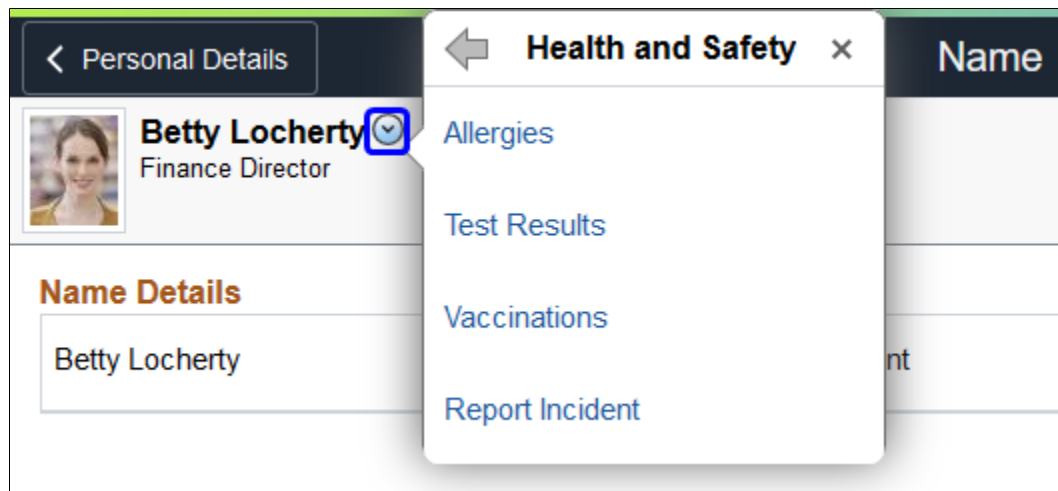 Personal Details
Health and Safety
Name
Betty Locherty
Finance Director
Allergies
Test Results
Vaccinations
Report Incident
Name Details
Betty Locherty
nt